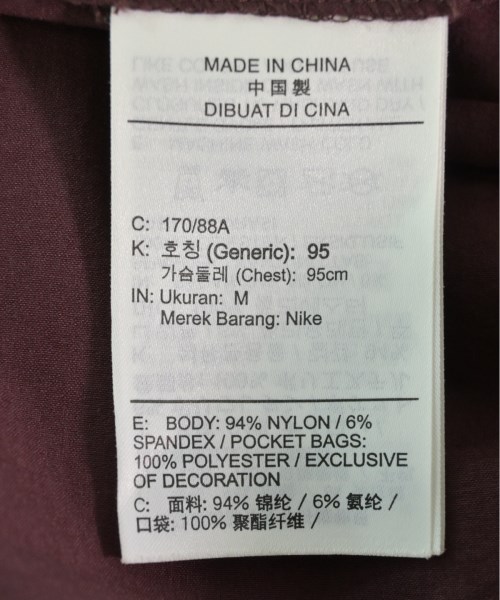 MADE IN CHINA
中国製
DIBUAT DI CINA
C: 170/88A
K: 호칭 (Generic): 95
가슴둘레 (Chest): 95cm
IN: Ukuran: M
Merek Barang: Nike
E: BODY: 94% NYLON / 6%
SPANDEX / POCKET BAGS:
100% POLYESTER / EXCLUSIVE
OF DECORATION
C: 面料: 94% 锦纶 / 6% 氨纶 /
口袋: 100% 聚酯纤维 /